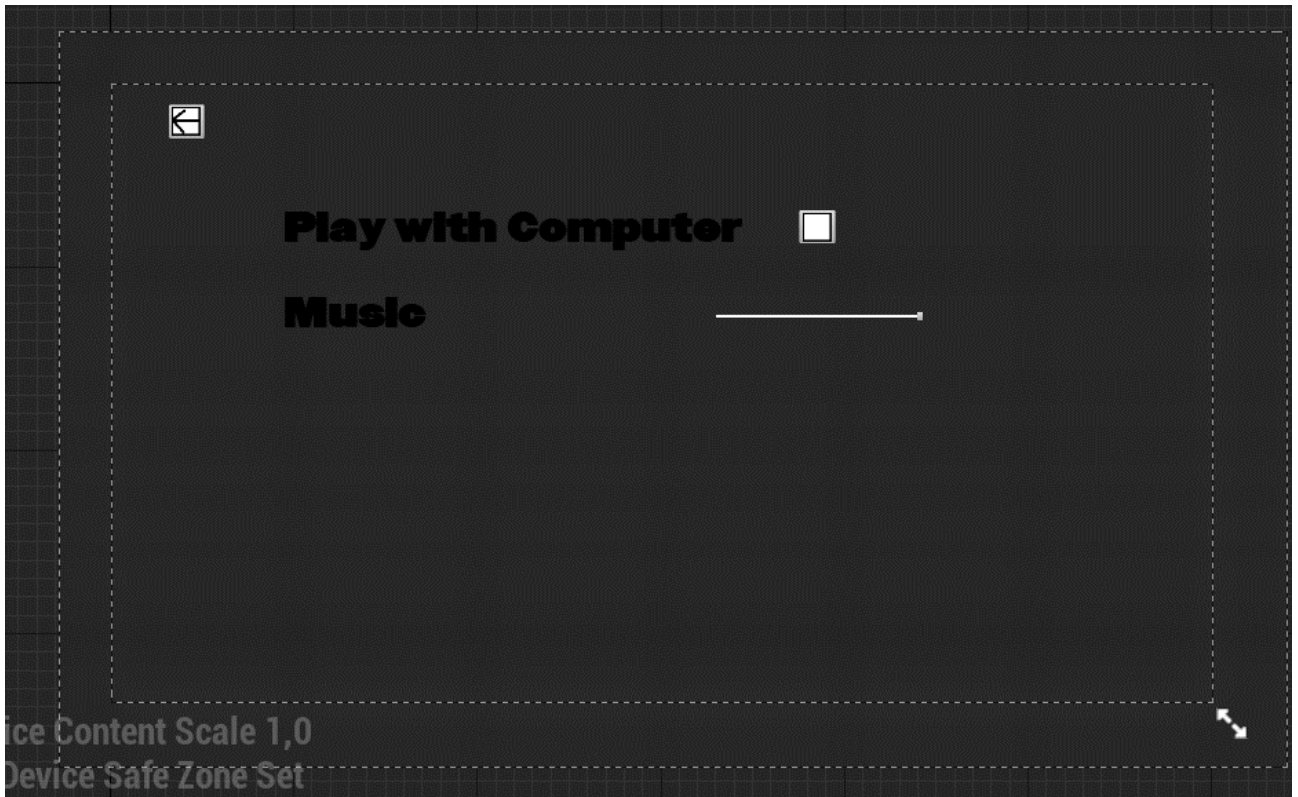 Play with Computer
Music
ice Content Scale 1,0
Device Safe Zone Set